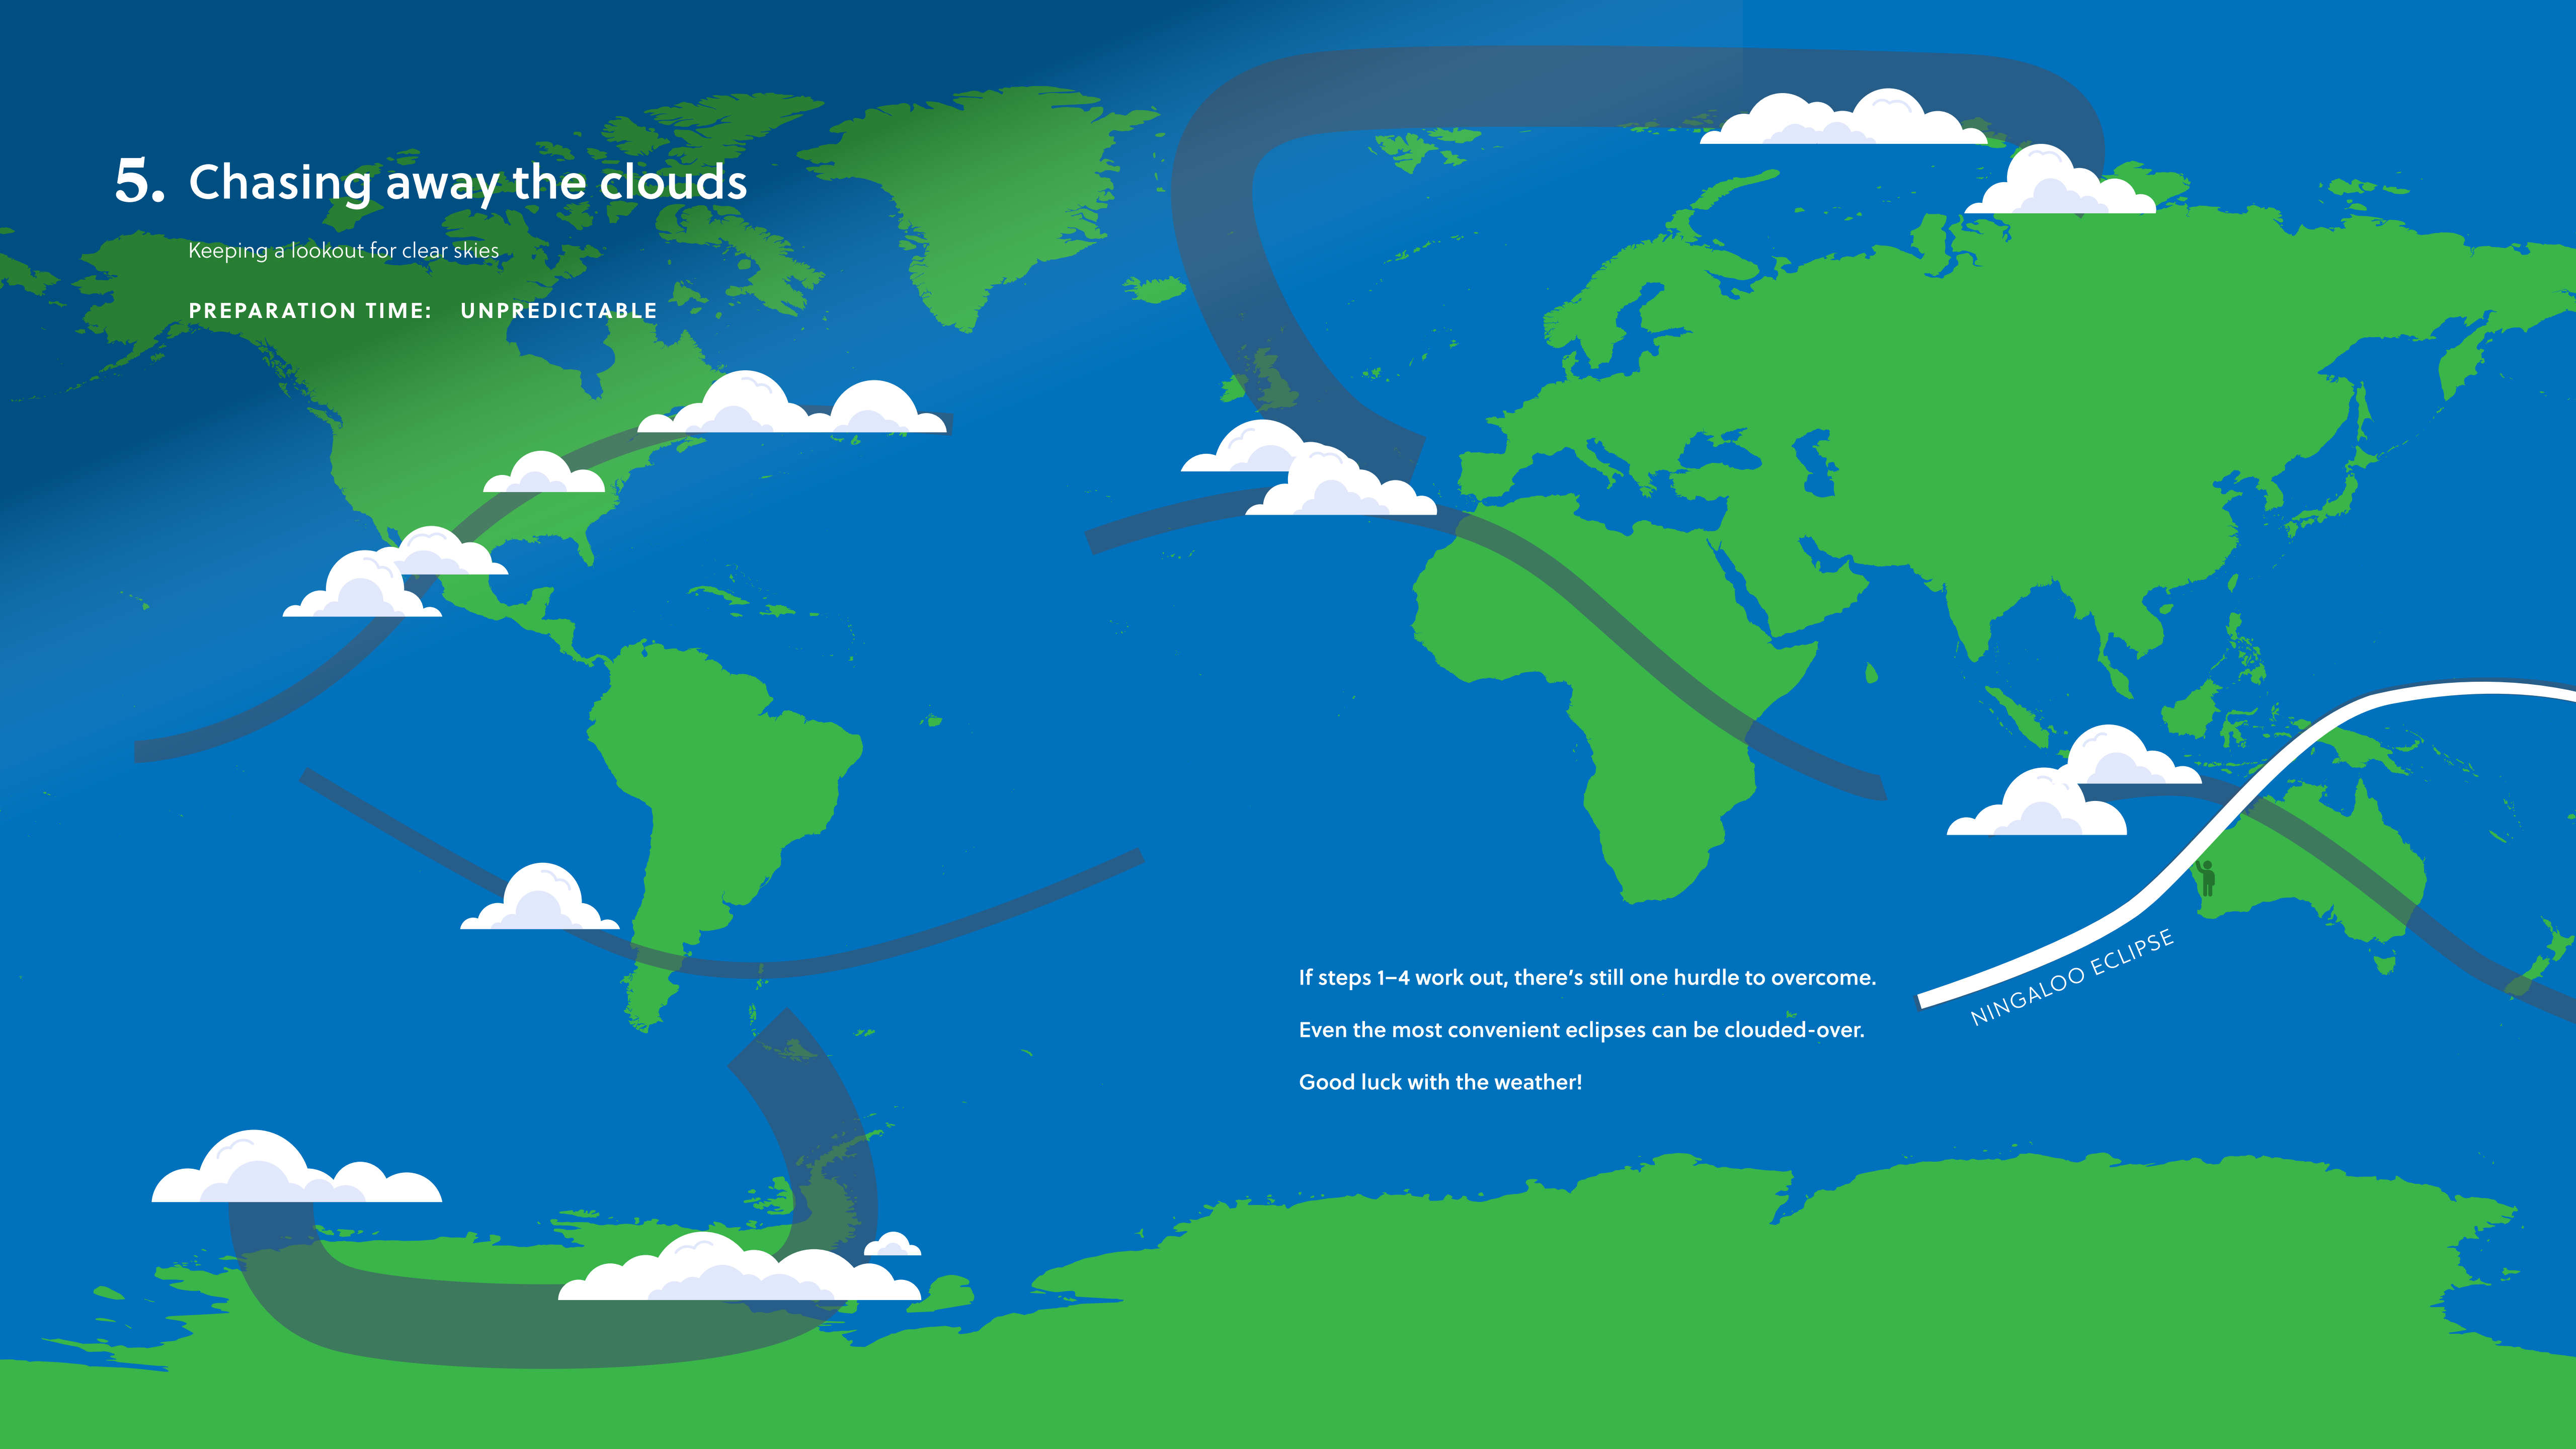 5. Chasing away the clouds
Keeping a lookout for clear skies
PREPARATION TIME: UNPREDICTABLE
NINGALOO ECLIPSE
If steps 1–4 work out, there’s still one hurdle to overcome.
Even the most convenient eclipses can be clouded-over.
Good luck with the weather!